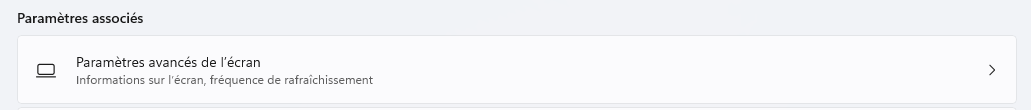 Paramètres associés
Paramètres avancés de l’écran
Informations sur l’écran, fréquence de rafraîchissement